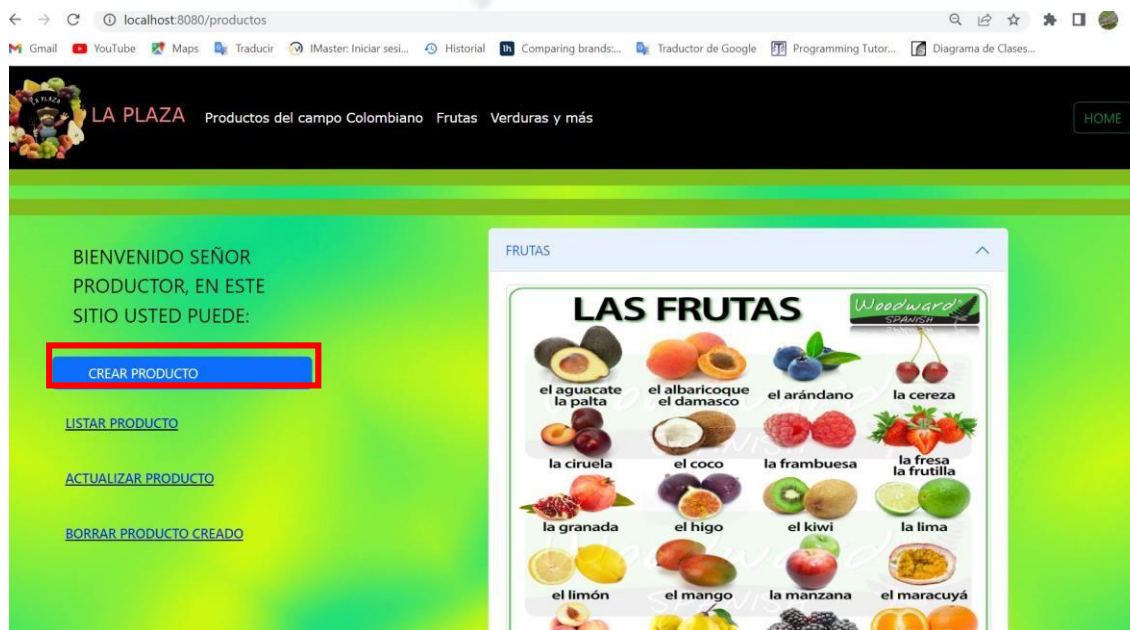 localhost:8080/productos
Gmail YouTube Maps Traducir IMaster: Iniciar sesi... Historial Comparing brands:... Traductor de Google Programming Tutor... Diagrama de Clases...
LA PLAZA
LA PLAZA Productos del campo Colombiano Frutas Verduras y más HOME
BIENVENIDO SEÑOR
PRODUCTOR, EN ESTE
SITIO USTED PUEDE:
CREAR PRODUCTO
LISTAR PRODUCTO
ACTUALIZAR PRODUCTO
BORRAR PRODUCTO CREADO
FRUTAS
LAS FRUTAS
Woodward
SPANISH
el aguacate
la palta
el albaricoque
el damasco
el arándano
la cereza
la ciruela
el coco
la frambuesa
la fresa
la frutilla
la granada
el higo
el kiwi
la lima
el limón
el mango
la manzana
el maracuyá